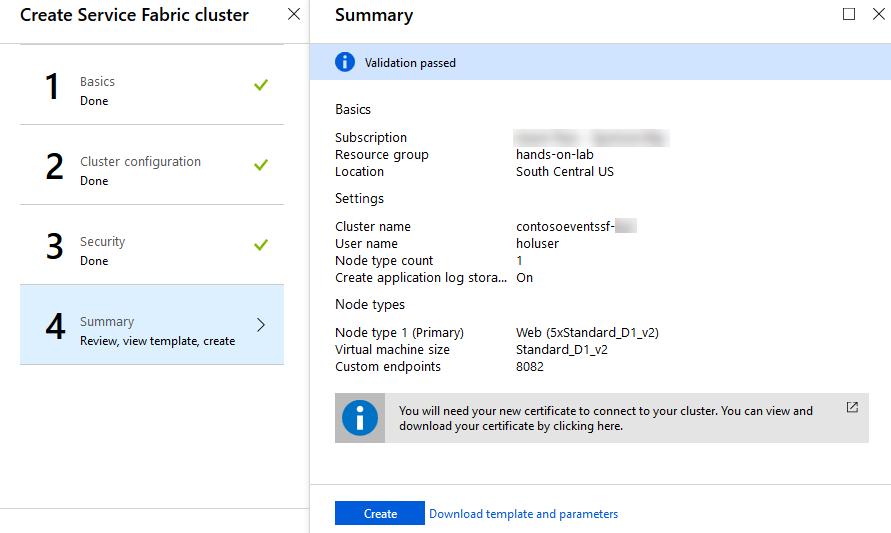 Create Service Fabric cluster
1
Basics
Done
2
Cluster configuration
Done
3
Security
Done
4
Summary
Review, view template, create
Summary
Validation passed
Basics
Subscription
Resource group hands-on-lab
Location South Central US
Settings
Cluster name contosoeventssf-
User name holuser
Node type count 1
Create application log stora... On
Node types
Node type 1 (Primary) Web (5xStandard_D1_v2)
Virtual machine size Standard_D1_v2
Custom endpoints 8082
You will need your new certificate to connect to your cluster. You can view and
download your certificate by clicking here.
Create Download template and parameters